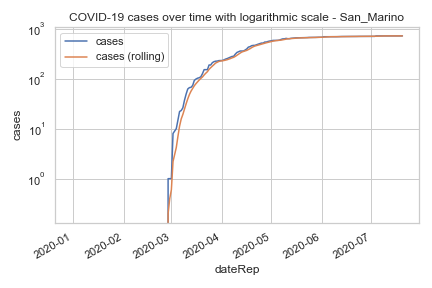 COVID-19 cases over time with logarithmic scale - San_Marino
cases
cases (rolling)
10³
10²
10¹
10⁰
cases
2020-01
2020-02
2020-03
2020-04
2020-05
2020-06
2020-07
dateRep